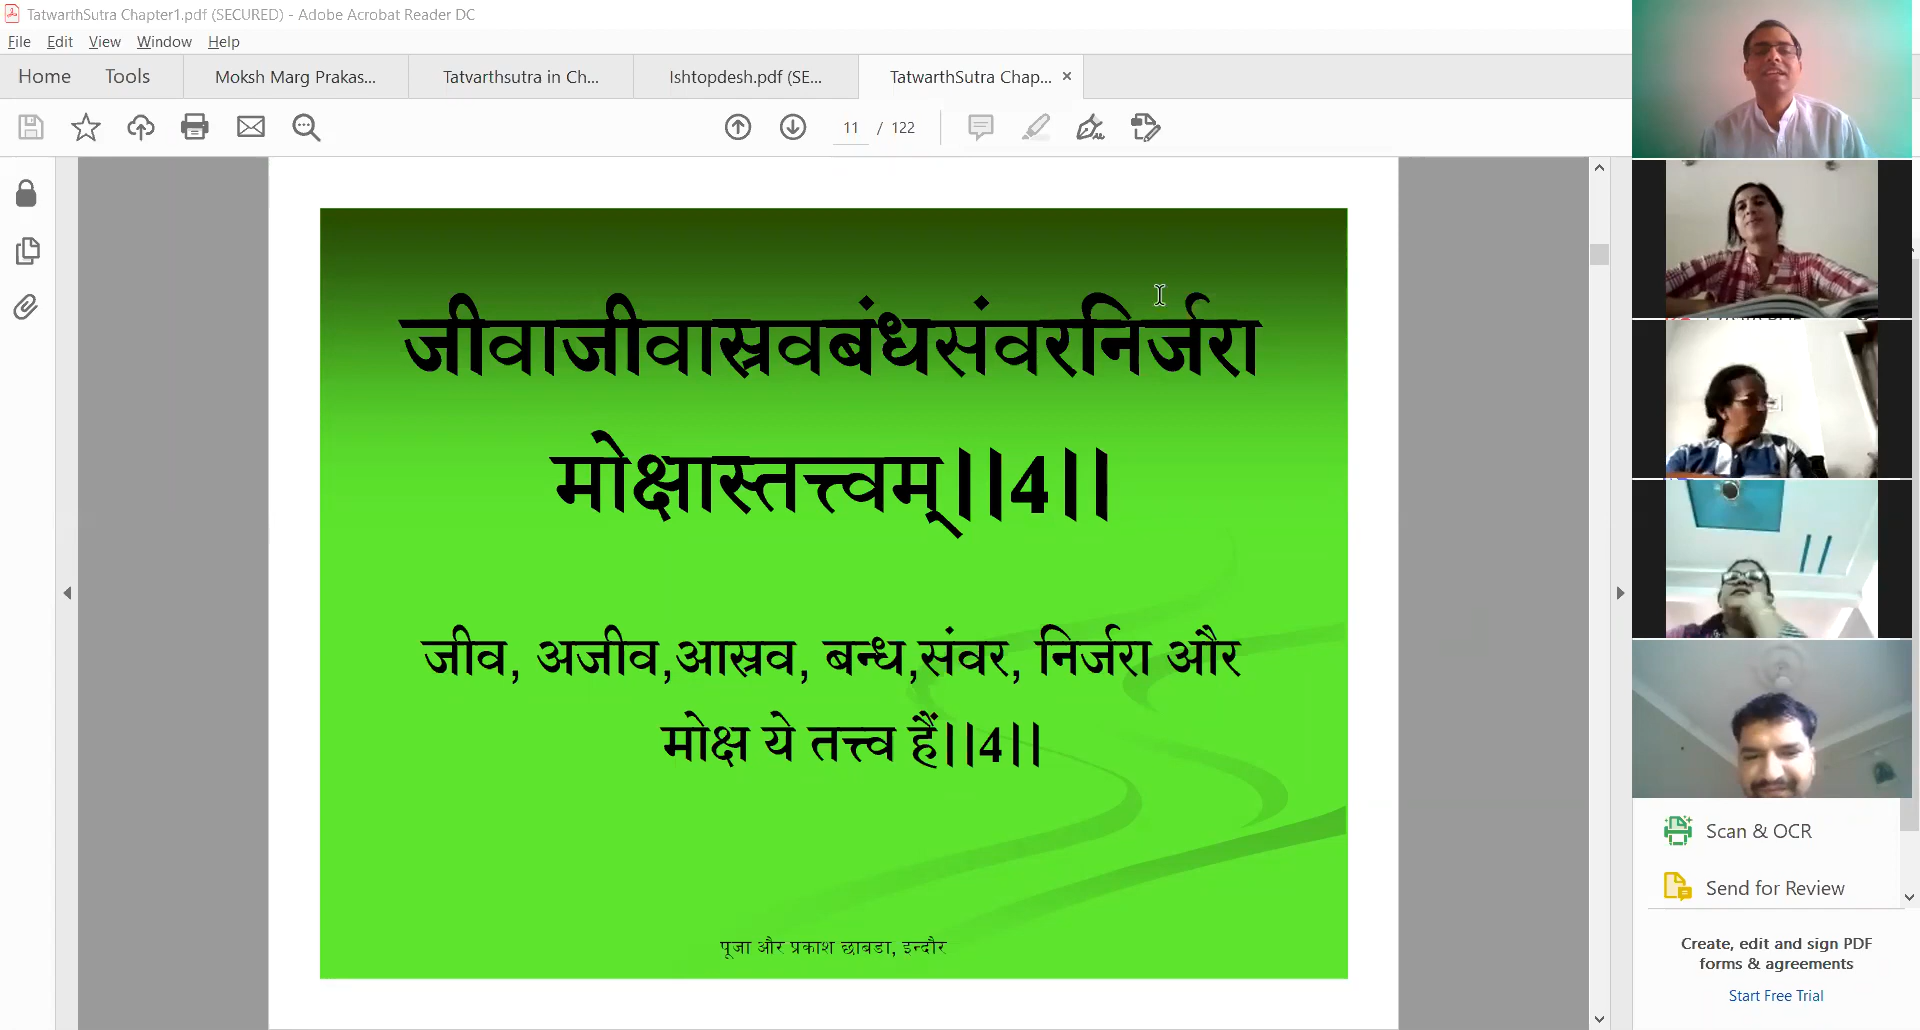 TatwarthSutra Chapter1.pdf (SECURED) - Adobe Acrobat Reader DC
File Edit View Window Help
Home Tools Moksh Marg Prakas... Tatvarthsutra in Ch... Ishtopdesh.pdf (SE... TatwarthSutra Chap... ×
11 / 122
जीवाजीवास्रवबंधसंवरनिर्जरा
मोक्षास्तत्त्वम्||4||
जीव, अजीव,आस्रव, बन्ध,संवर, निर्जरा और
मोक्ष ये तत्त्व हैं||4||
पूजा और प्रकाश छाबडा, इन्दौर
Scan & OCR
Send for Review
Create, edit and sign PDF
forms & agreements
Start Free Trial